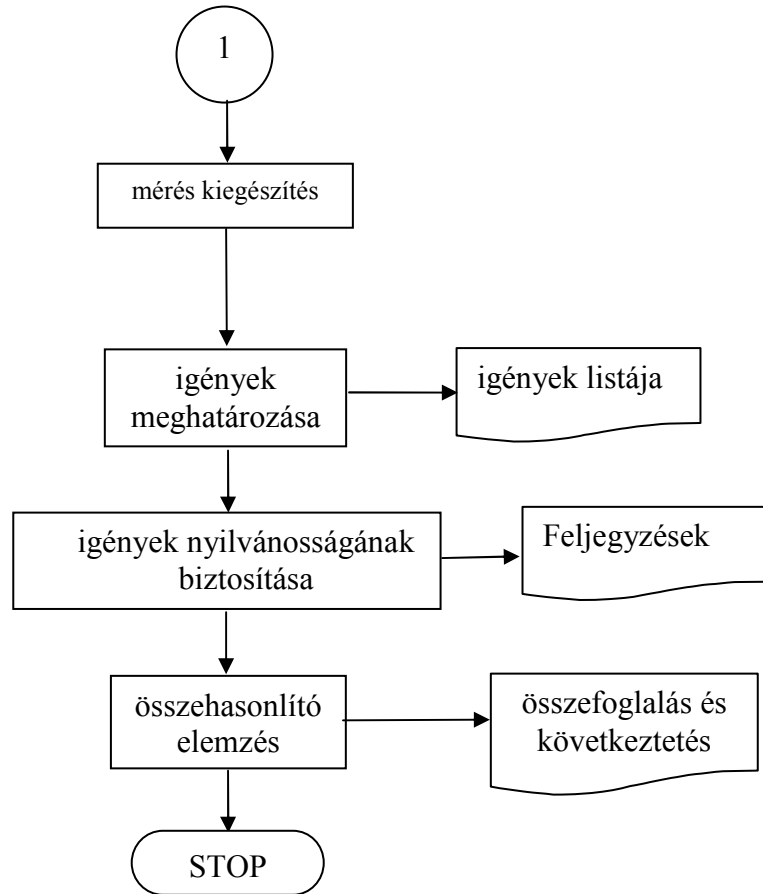 1
mérés kiegészítés
igények
meghatározása
igények listája
igények nyilvánosságának
biztosítása
Feljegyzések
összehasonlító
elemzés
összefoglalás és
következtetés
STOP